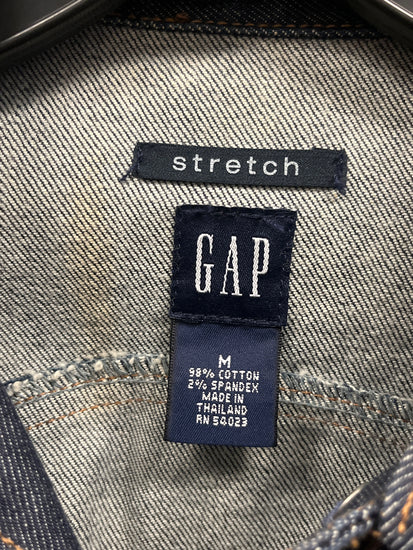 stretch
GAP
M
98% COTTON
2% SPANDEX
MADE IN
THAILAND
RN 54023